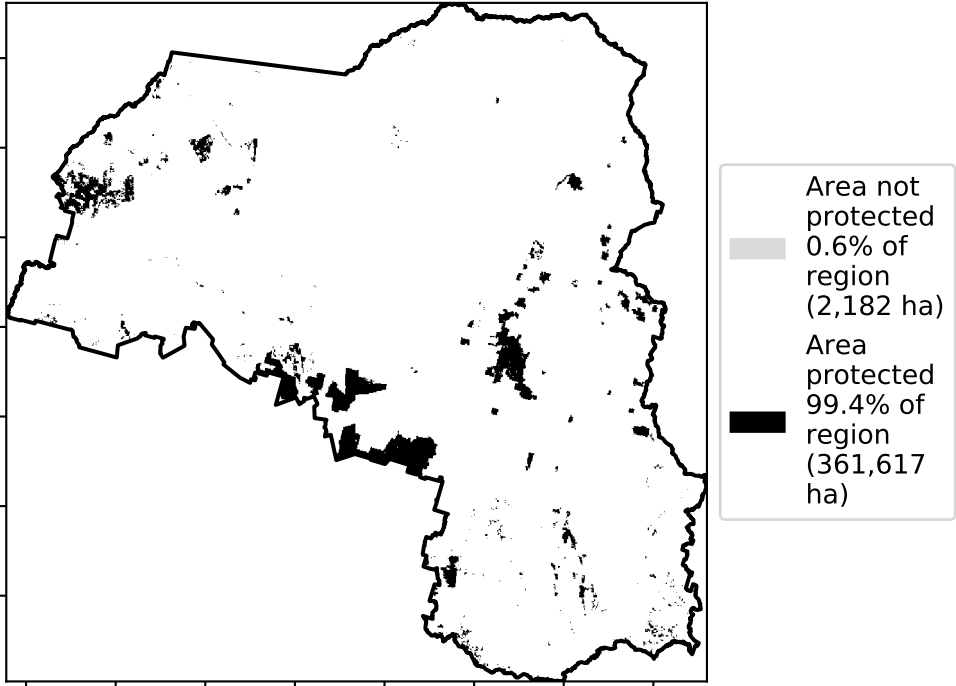 Area not
protected
0.6% of
region
(2,182 ha)
Area
protected
99.4% of
region
(361,617
ha)